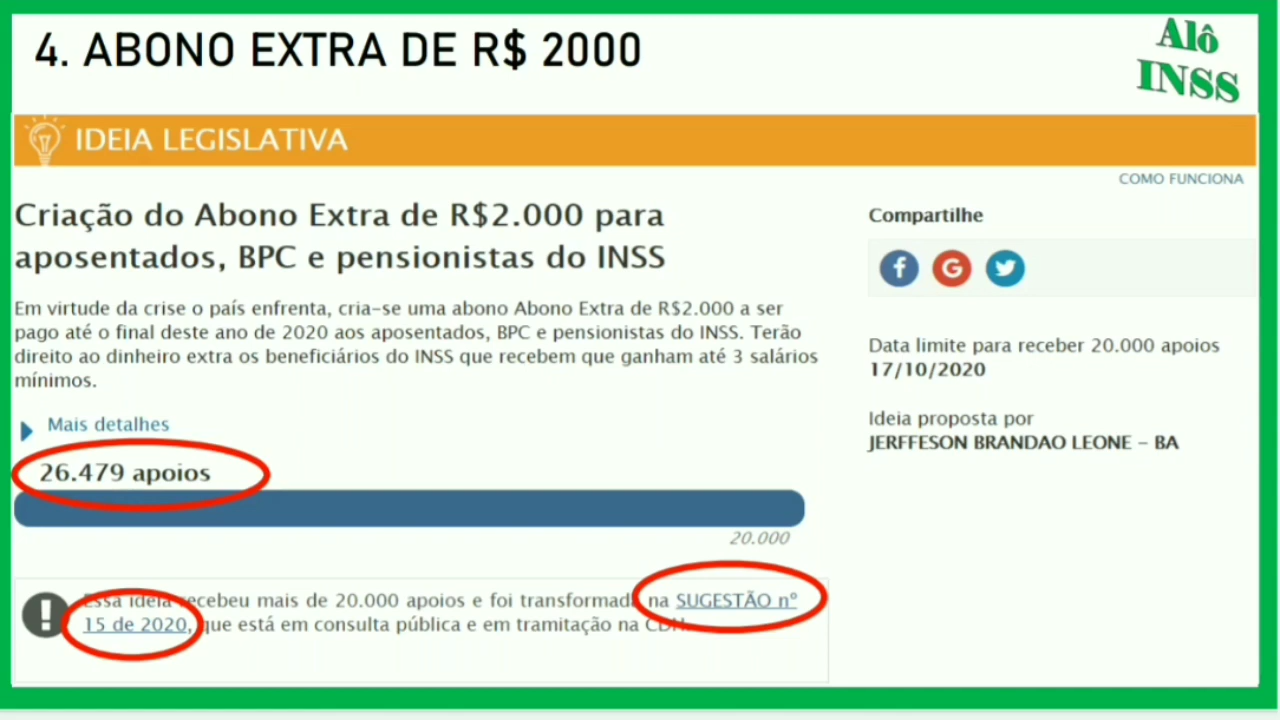 4. ABONO EXTRA DE R$ 2000
Alô
INSS
IDEIA LEGISLATIVA
COMO FUNCIONA
Criação do Abono Extra de R$2.000 para
aposentados, BPC e pensionistas do INSS
Em virtude da crise o país enfrenta, cria-se uma abono Abono Extra de R$2.000 a ser
pago até o final deste ano de 2020 aos aposentados, BPC e pensionistas do INSS. Terão
direito ao dinheiro extra os beneficiários do INSS que recebem que ganham até 3 salários
mínimos.
Mais detalhes
26.479 apoios
20.000
Essa ideia recebeu mais de 20.000 apoios e foi transformada na SUGESTÃO nº
15 de 2020, que está em consulta pública e em tramitação na CDH.
Compartilhe
Data limite para receber 20.000 apoios
17/10/2020
Ideia proposta por
JERFFESON BRANDAO LEONE - BA